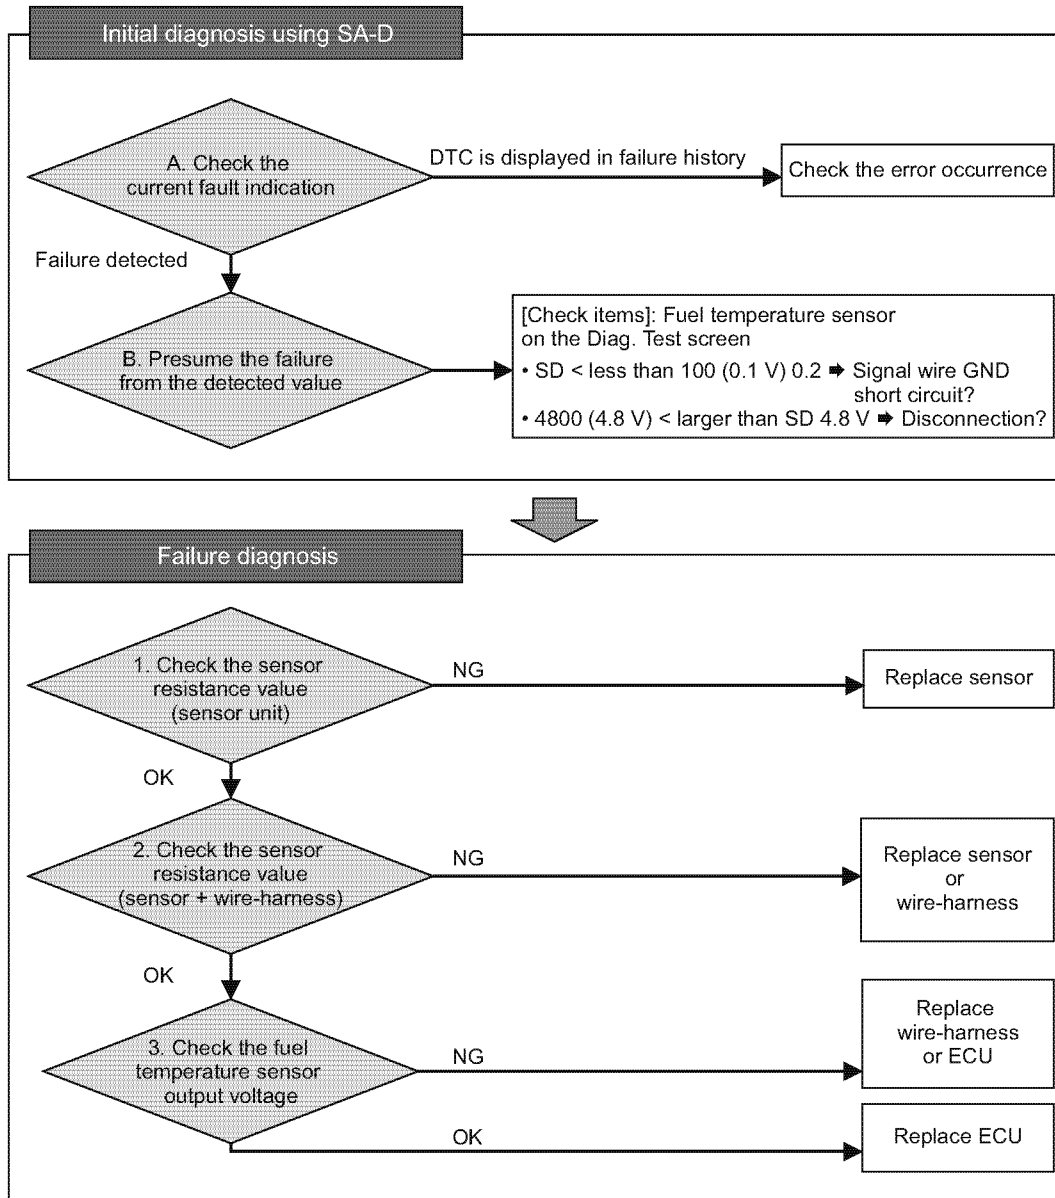 Initial diagnosis using SA-D
A. Check the
current fault indication
DTC is displayed in failure history
Check the error occurrence
Failure detected
B. Presume the failure
from the detected value
[Check items]: Fuel temperature sensor
on the Diag. Test screen
• SD < less than 100 (0.1 V) 0.2 ➡ Signal wire GND
short circuit?
• 4800 (4.8 V) < larger than SD 4.8 V ➡ Disconnection?
Failure diagnosis
1. Check the sensor
resistance value
(sensor unit)
NG
Replace sensor
OK
2. Check the sensor
resistance value
(sensor + wire-harness)
NG
Replace sensor
or
wire-harness
OK
3. Check the fuel
temperature sensor
output voltage
NG
Replace
wire-harness
or ECU
OK
Replace ECU